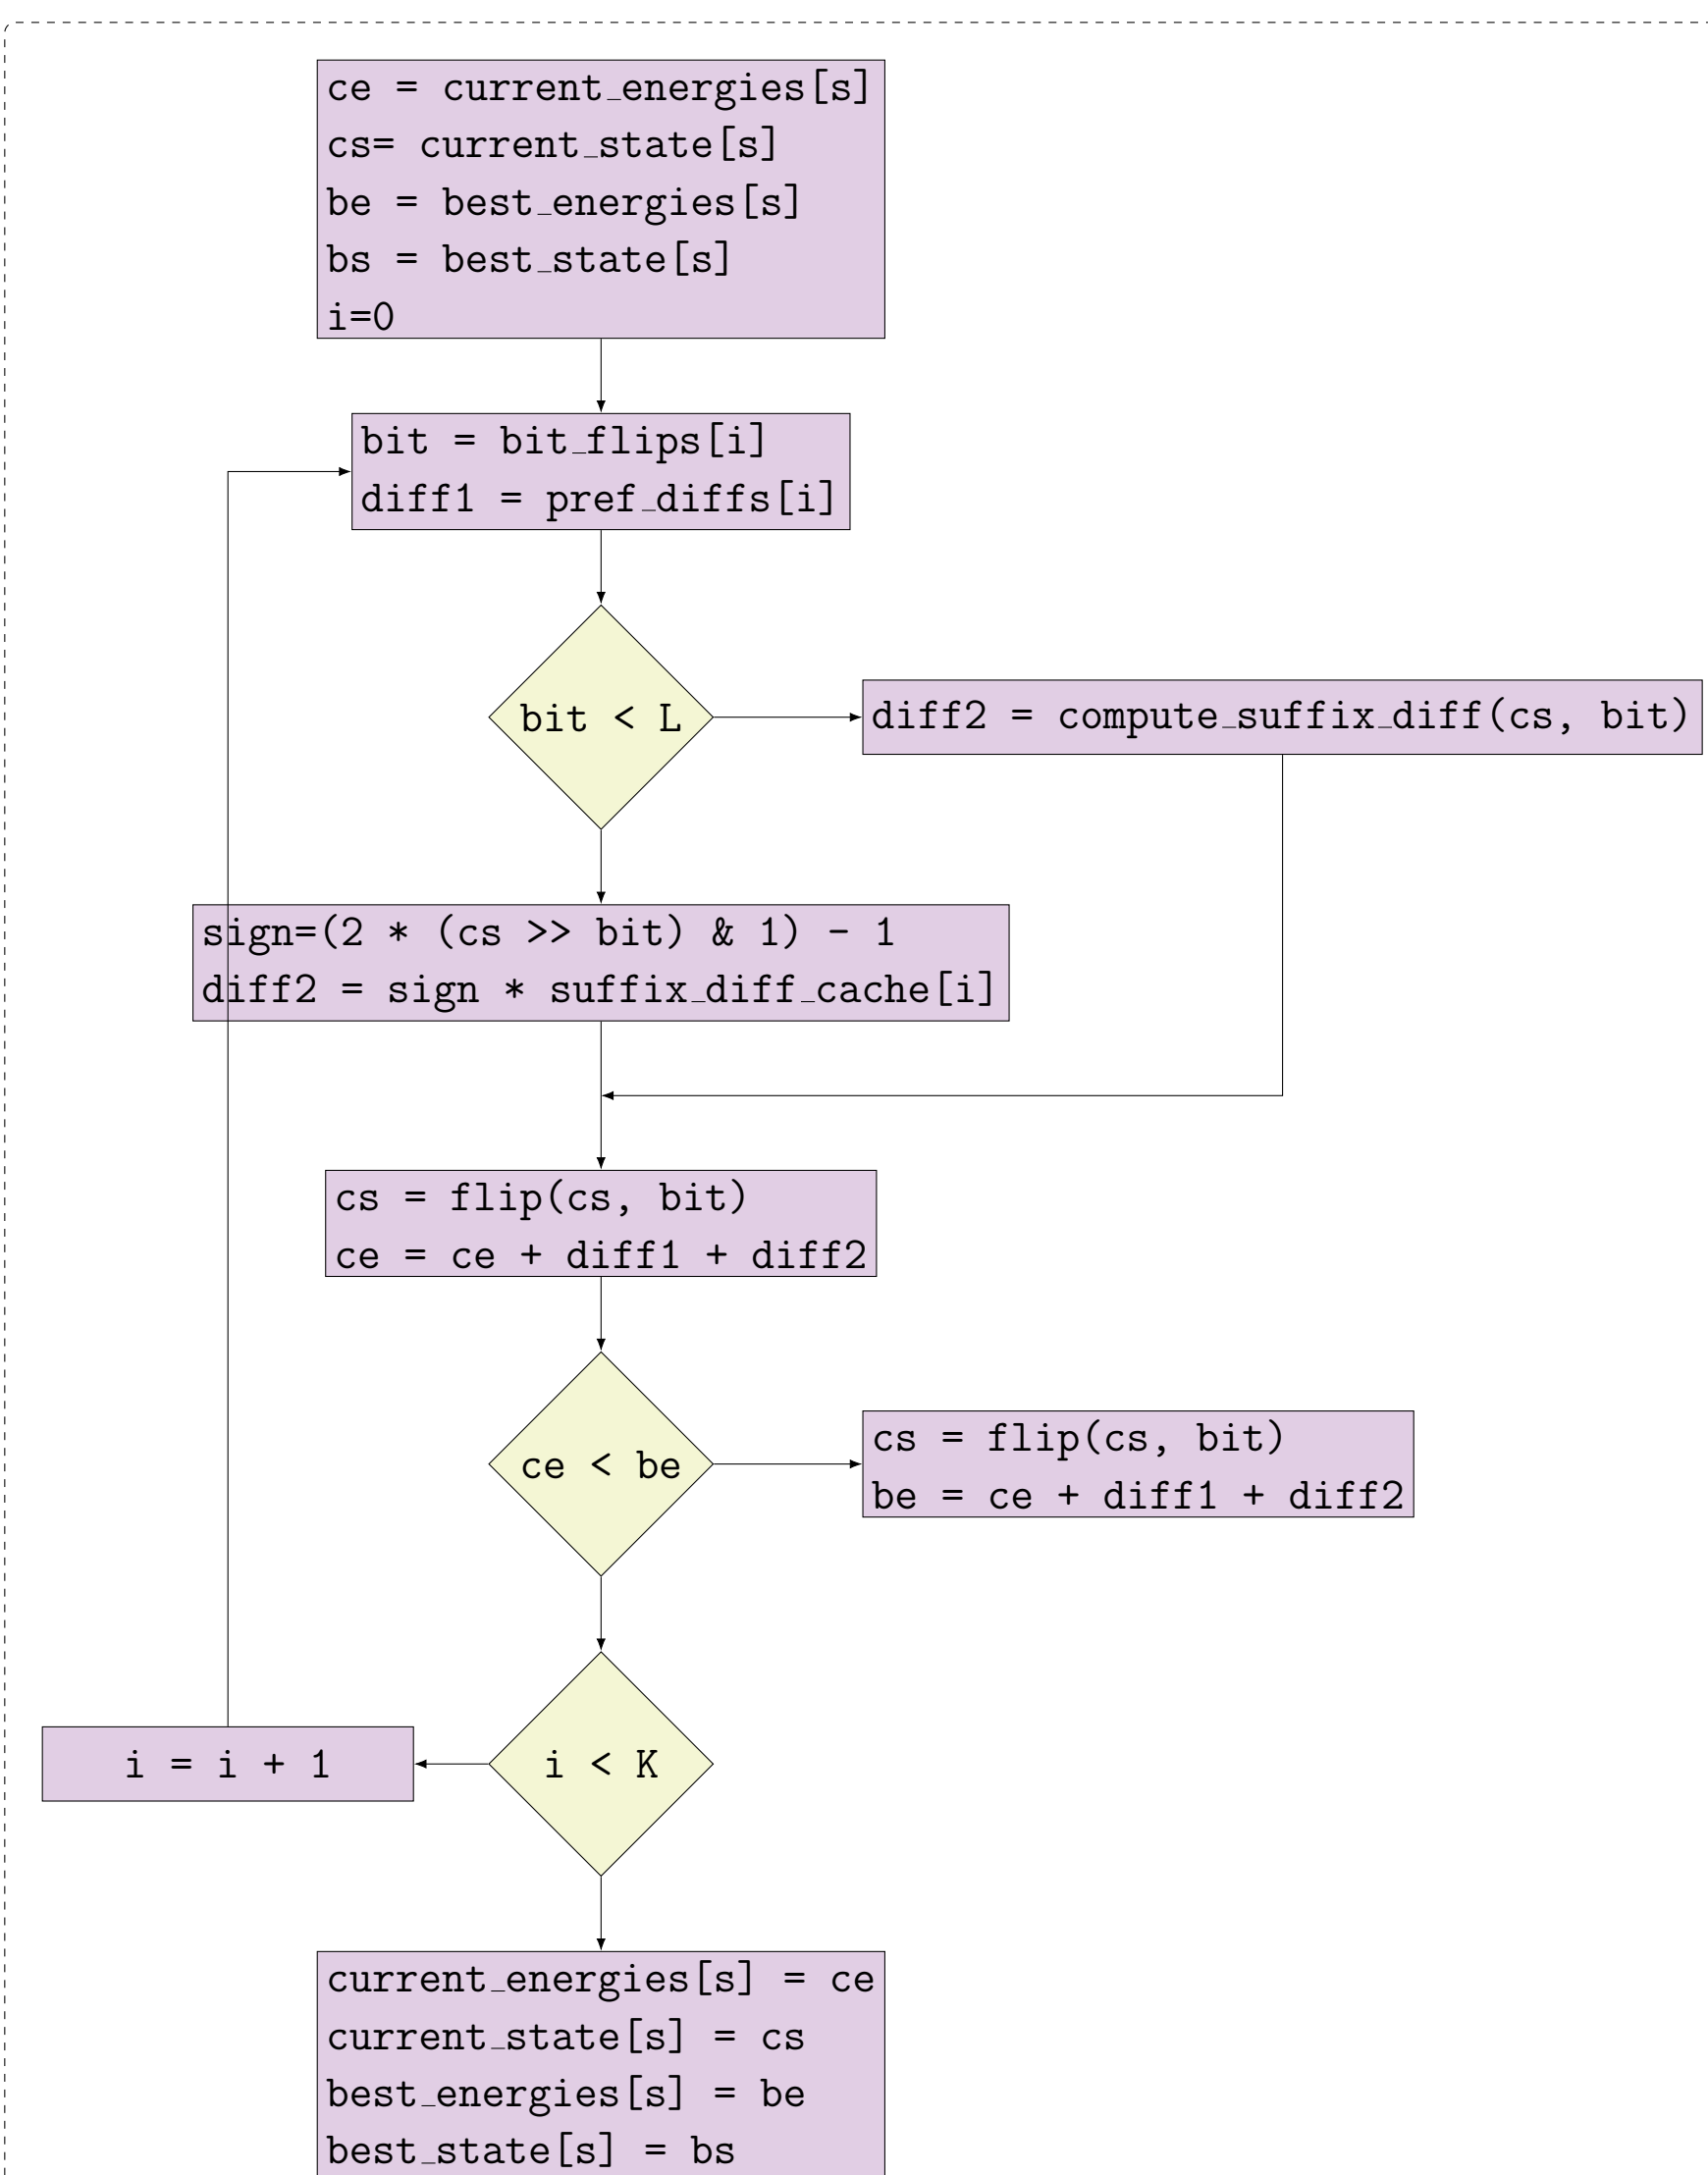 ce = current_energies[s]
cs= current_state[s]
be = best_energies[s]
bs = best_state[s]
i=0
bit = bit_flips[i]
diff1 = pref_diffs[i]
bit < L
diff2 = compute_suffix_diff(cs, bit)
sign=(2 * (cs >> bit) & 1) - 1
diff2 = sign * suffix_diff_cache[i]
cs = flip(cs, bit)
ce = ce + diff1 + diff2
ce < be
cs = flip(cs, bit)
be = ce + diff1 + diff2
i < K
i = i + 1
current_energies[s] = ce
current_state[s] = cs
best_energies[s] = be
best_state[s] = bs